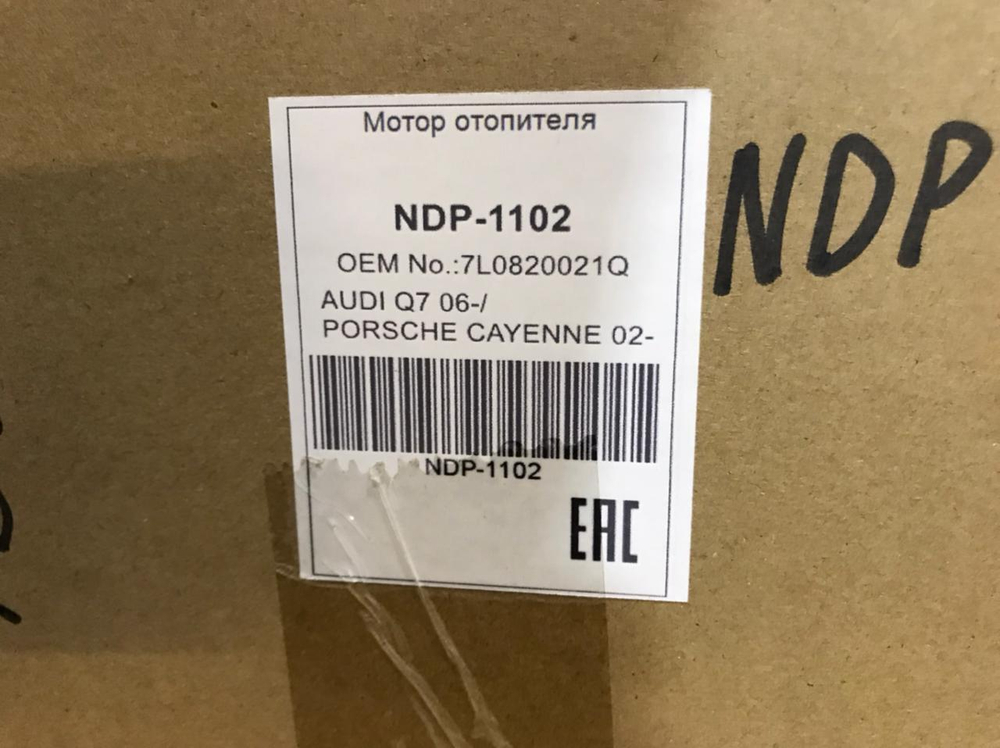 Мотор отопителя
NDP-1102
OEM No.:7L0820021Q
AUDI Q7 06-/
PORSCHE CAYENNE 02-
NDP-1102
EAC
NDP